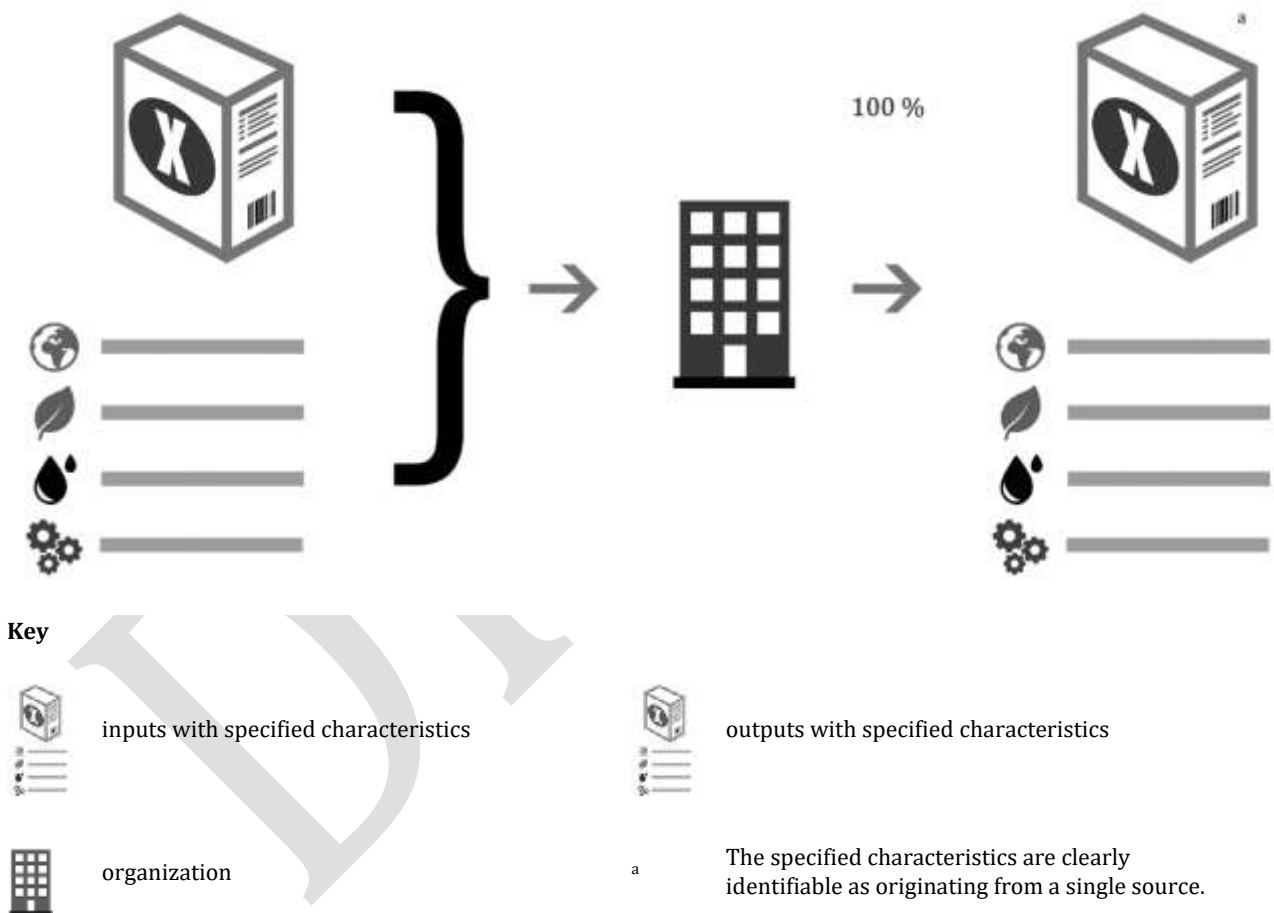 X
a
100 %
X
Key
inputs with specified characteristics
outputs with specified characteristics
organization
a
The specified characteristics are clearly
identifiable as originating from a single source.